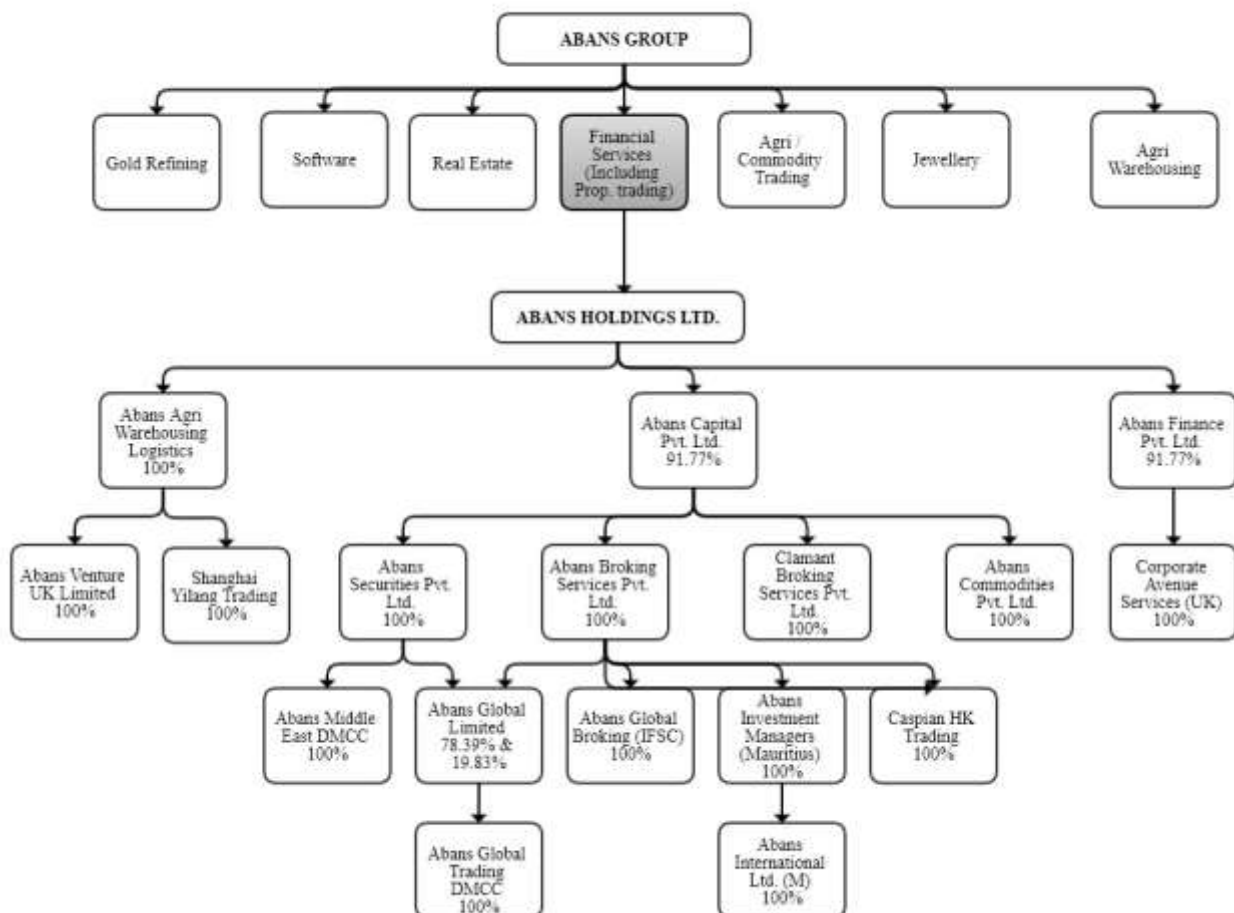 ABANS GROUP
Gold Refining
Software
Real Estate
Financial
Services
(Including
Prop. trading)
Agri /
Commodity
Trading
Jewellery
Agri
Warehousing
ABANS HOLDINGS LTD.
Abans Agri
Warehousing
Logistics
100%
Abans Capital
Pvt. Ltd.
91.77%
Abans Finance
Pvt. Ltd.
91.77%
Abans Venture
UK Limited
100%
Shanghai
Yilang Trading
100%
Abans
Securities Pvt.
Ltd.
100%
Abans Broking
Services Pvt.
Ltd.
100%
Clamant
Broking
Services Pvt.
Ltd.
100%
Abans
Commodities
Pvt. Ltd.
100%
Corporate
Avenue
Services (UK)
100%
Abans Middle
East DMCC
100%
Abans Global
Limited
78.39% &
19.83%
Abans Global
Broking (IFSC)
100%
Abans
Investment
Managers
(Mauritius)
100%
Caspian HK
Trading
100%
Abans Global
Trading
DMCC
100%
Abans
International
Ltd. (M)
100%